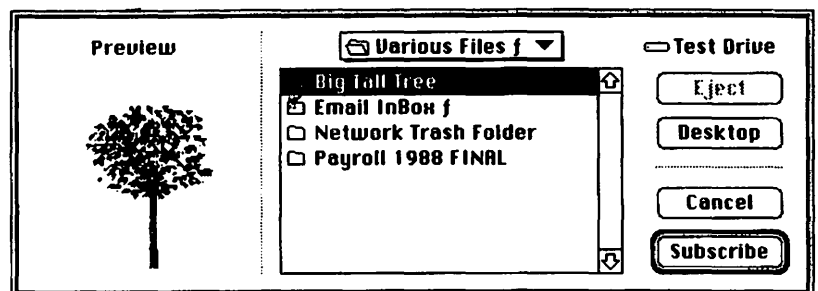 Preview
Various Files ƒ
Big Tall Tree
Email InBox ƒ
Network Trash Folder
Payroll 1988 FINAL
Test Drive
Eject
Desktop
Cancel
Subscribe